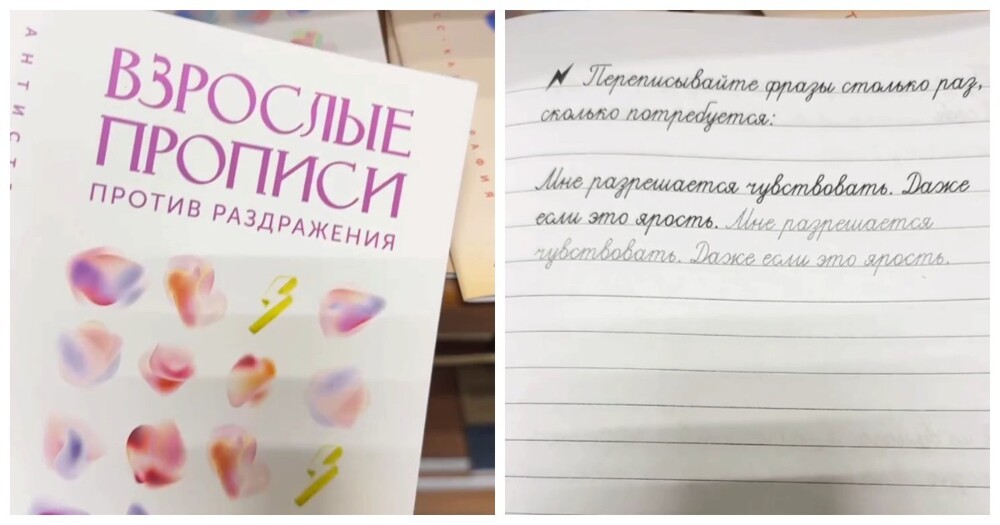 АНТИСТ
ВЗРОСЛЫЕ
ПРОПИСИ
ПРОТИВ РАЗДРАЖЕНИЯ
Переписывайте фразы столько раз,
сколько потребуется:
Мне разрешается чувствовать. Даже
если это ярость. Мне разрешается
чувствовать. Даже если это ярость.